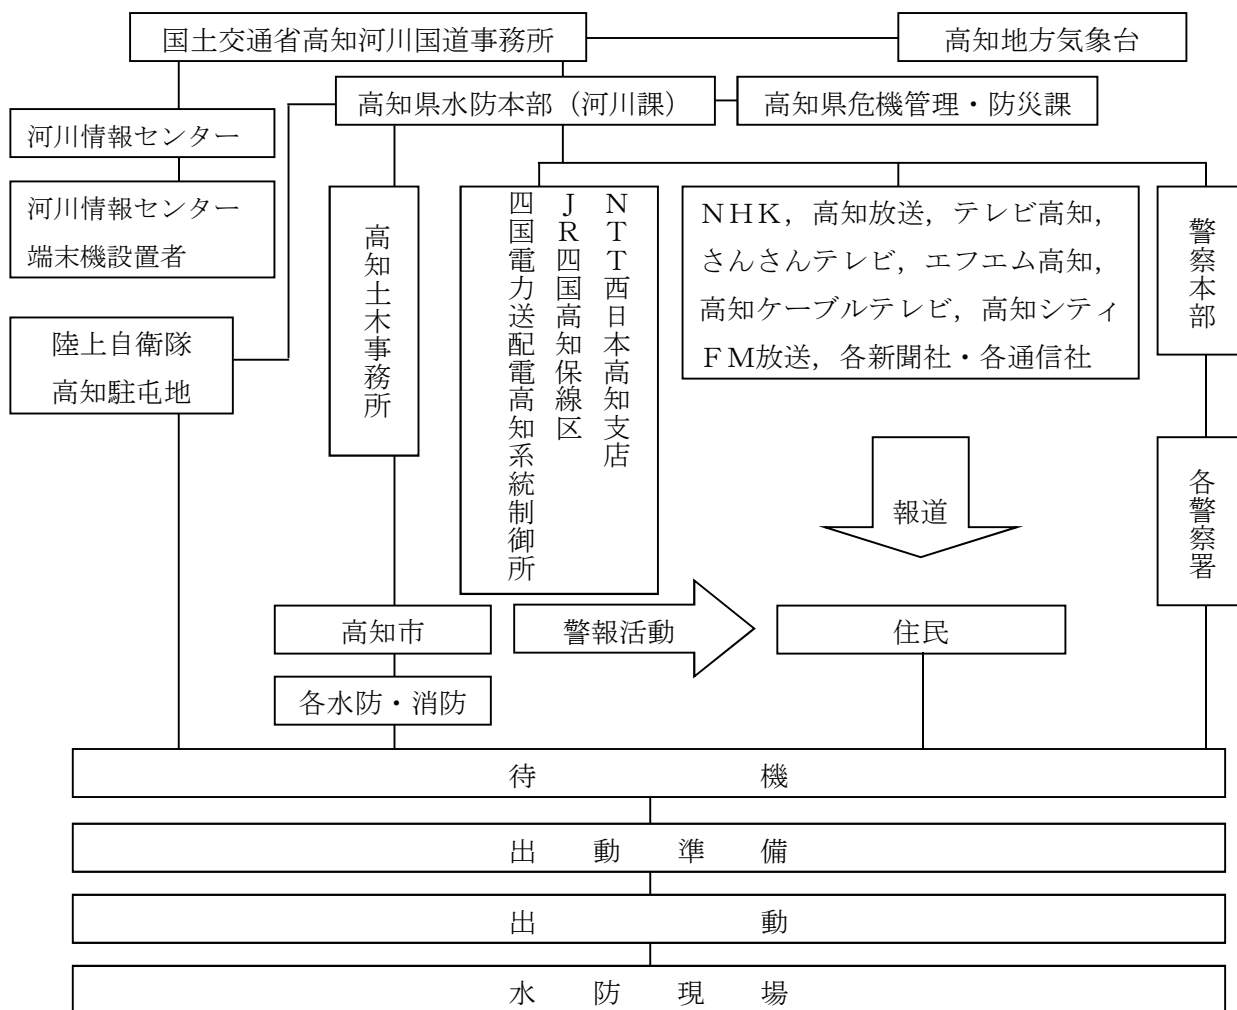 国土交通省高知河川国道事務所
高知地方気象台
高知県水防本部（河川課）
高知県危機管理・防災課
河川情報センター
河川情報センター
端末機設置者
陸上自衛隊
高知駐屯地
高知土木事務所
ＮＴＴ西日本高知支店
ＪＲ四国高知保線区
四国電力送配電高知系統制御所
ＮＨＫ，高知放送，テレビ高知，
さんさんテレビ，エフエム高知，
高知ケーブルテレビ，高知シティ
ＦＭ放送，各新聞社・各通信社
警察本部
各警察署
報道
高知市
警報活動
住民
各水防・消防
待機
出動準備
出動
水防現場